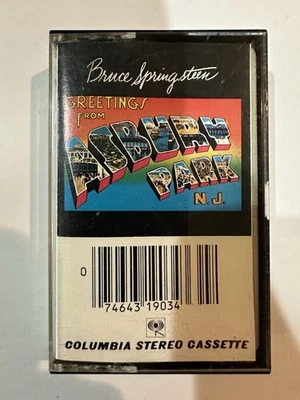 Bruce Springsteen
GREETINGS
FROM
ASBURY
PARK
N.J.
0
74643 19034
COLUMBIA STEREO CASSETTE